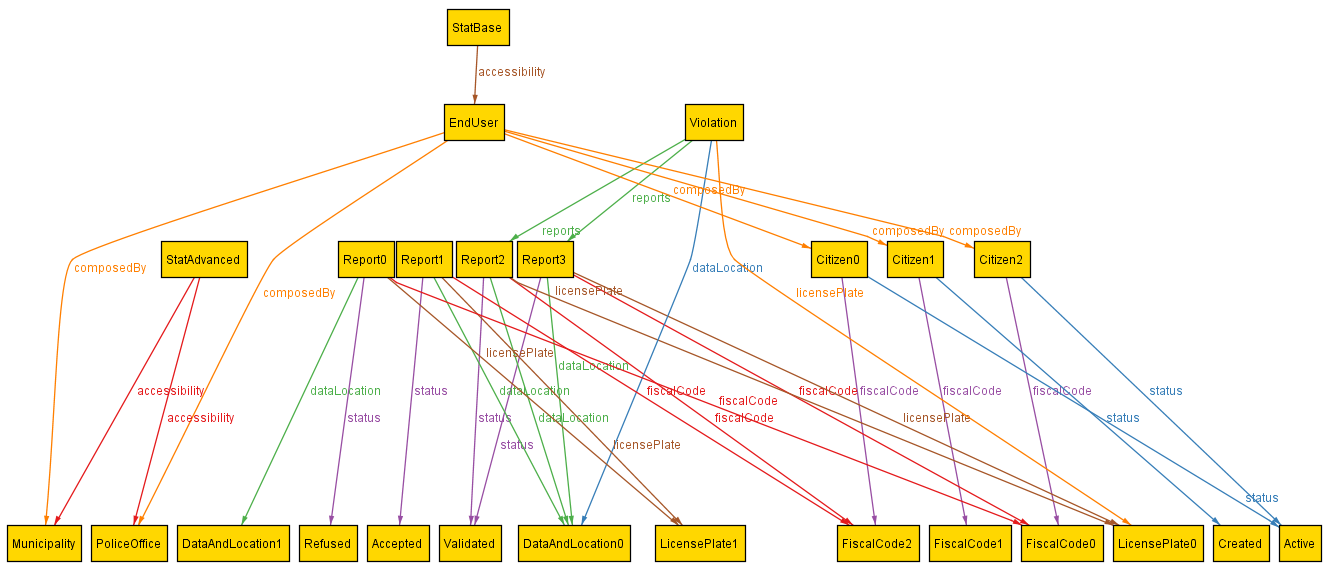 StatBase
accessibility
EndUser
Violation
composedBy
reports
reports
composedBy
composedBy
StatAdvanced
Report0
Report1
Report2
Report3
Citizen0
Citizen1
Citizen2
composedBy
dataLocation
composedBy
licensePlate
licensePlate
licensePlate
dataLocation
accessibility
dataLocation
status
dataLocation
fiscalCode
fiscalCode
fiscalCode
fiscalCode
fiscalCode
status
fiscalCode
accessibility
status
status
dataLocation
fiscalCode
licensePlate
status
status
licensePlate
status
Municipality
PoliceOffice
DataAndLocation1
Refused
Accepted
Validated
DataAndLocation0
LicensePlate1
FiscalCode2
FiscalCode1
FiscalCode0
LicensePlate0
Created
Active